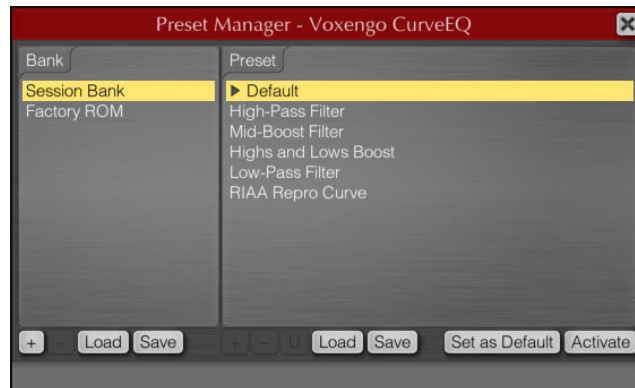 Preset Manager - Voxengo CurveEQ
Bank
Preset
Session Bank
Factory ROM
Default
High-Pass Filter
Mid-Boost Filter
Highs and Lows Boost
Low-Pass Filter
RIAA Repro Curve
+ - Load Save + - U Load Save Set as Default Activate